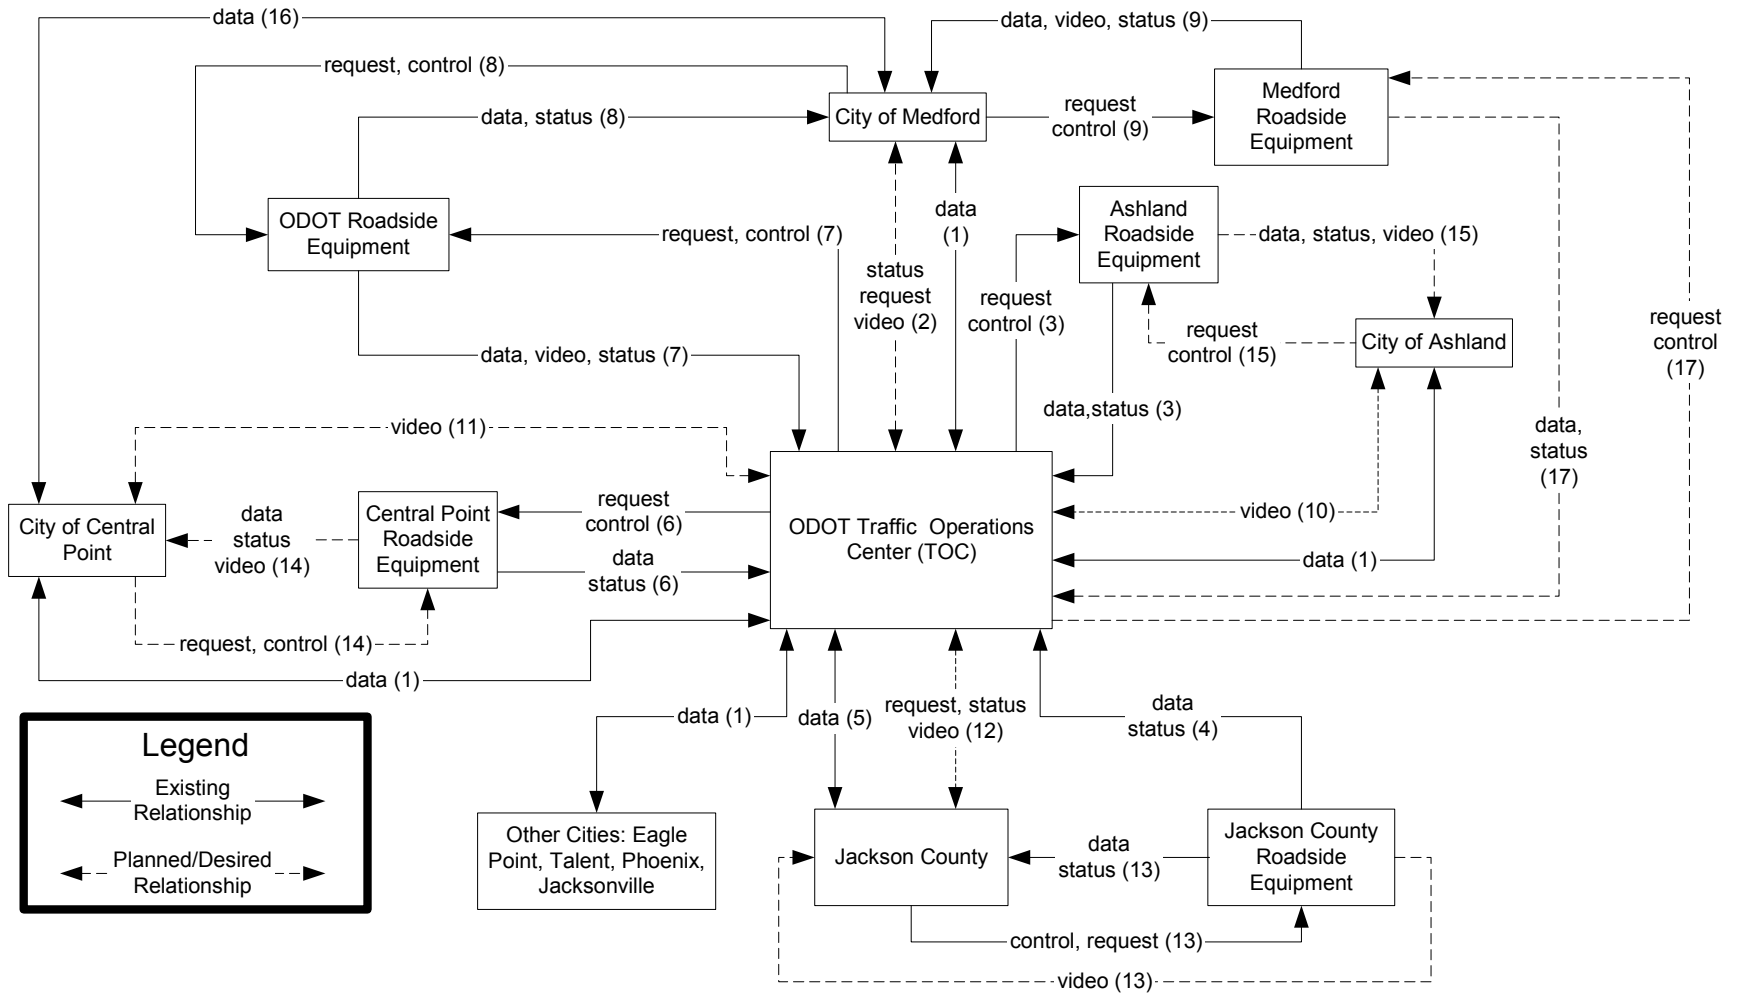 data (16)
data, video, status (9)
request, control (8)
Medford
Roadside
Equipment
City of Medford
request
control (9)
data, status (8)
ODOT Roadside
Equipment
request, control (7)
data
(1)
Ashland
Roadside
Equipment
data, status, video (15)
status
request
video (2)
request
control (3)
request
control (15)
City of Ashland
request
control
(17)
data, video, status (7)
data,status (3)
video (11)
data,
status
(17)
City of Central
Point
data
status
video (14)
Central Point
Roadside
Equipment
request
control (6)
data
status (6)
ODOT Traffic Operations
Center (TOC)
video (10)
data (1)
request, control (14)
data (1)
data (1)
data (5)
request, status
video (12)
data
status (4)
Legend
Existing
Relationship
Planned/Desired
Relationship
Other Cities: Eagle
Point, Talent, Phoenix,
Jacksonville
Jackson County
data
status (13)
Jackson County
Roadside
Equipment
control, request (13)
video (13)